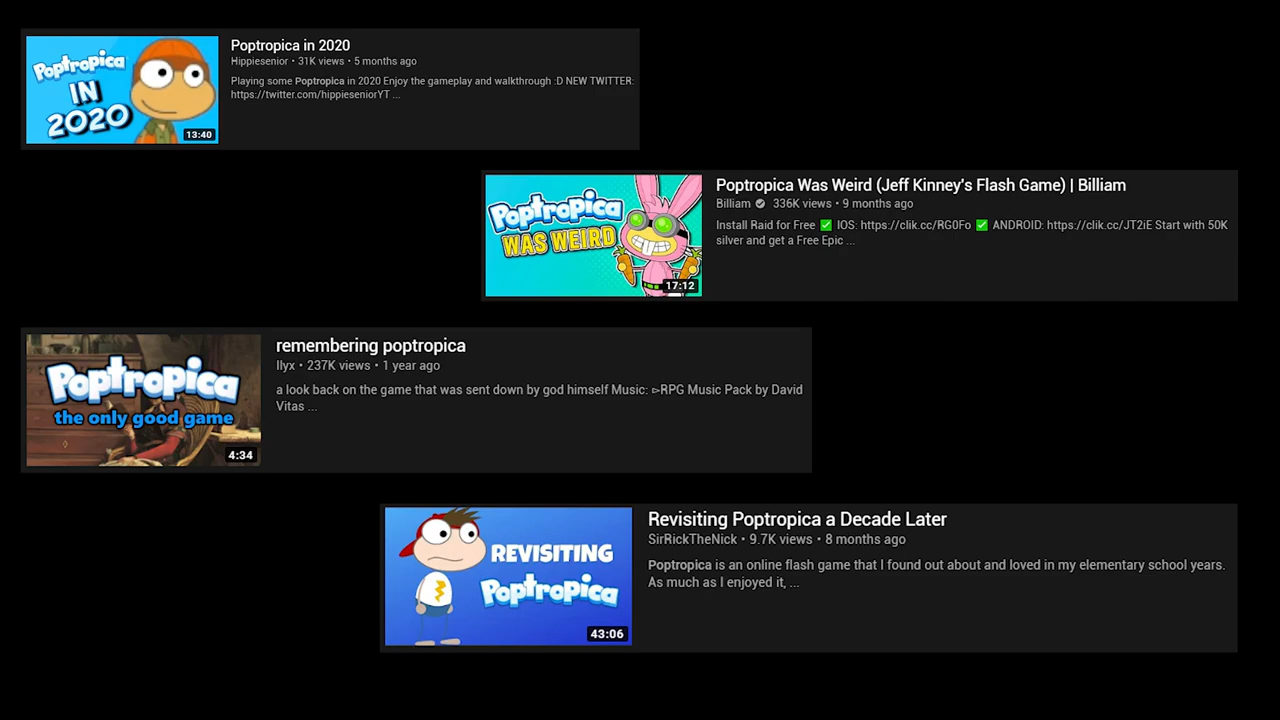 Poptropica
IN
2020
13:40
Poptropica in 2020
Hippiesenior • 31K views • 5 months ago
Playing some Poptropica in 2020 Enjoy the gameplay and walkthrough :D NEW TWITTER:
https://twitter.com/hippieseniorYT ...
Poptropica
WAS WEIRD
17:12
Poptropica Was Weird (Jeff Kinney's Flash Game) | Billiam
Billiam 336K views • 9 months ago
Install Raid for Free ✅ IOS: https://clik.cc/RG0Fo ✅ ANDROID: https://clik.cc/JT2iE Start with 50K
silver and get a Free Epic ...
Poptropica
the only good game
4:34
remembering poptropica
Ilyx • 237K views • 1 year ago
a look back on the game that was sent down by god himself Music: ▻RPG Music Pack by David
Vitas ...
REVISITING
Poptropica
43:06
Revisiting Poptropica a Decade Later
SirRickTheNick • 9.7K views • 8 months ago
Poptropica is an online flash game that I found out about and loved in my elementary school years.
As much as I enjoyed it, ...